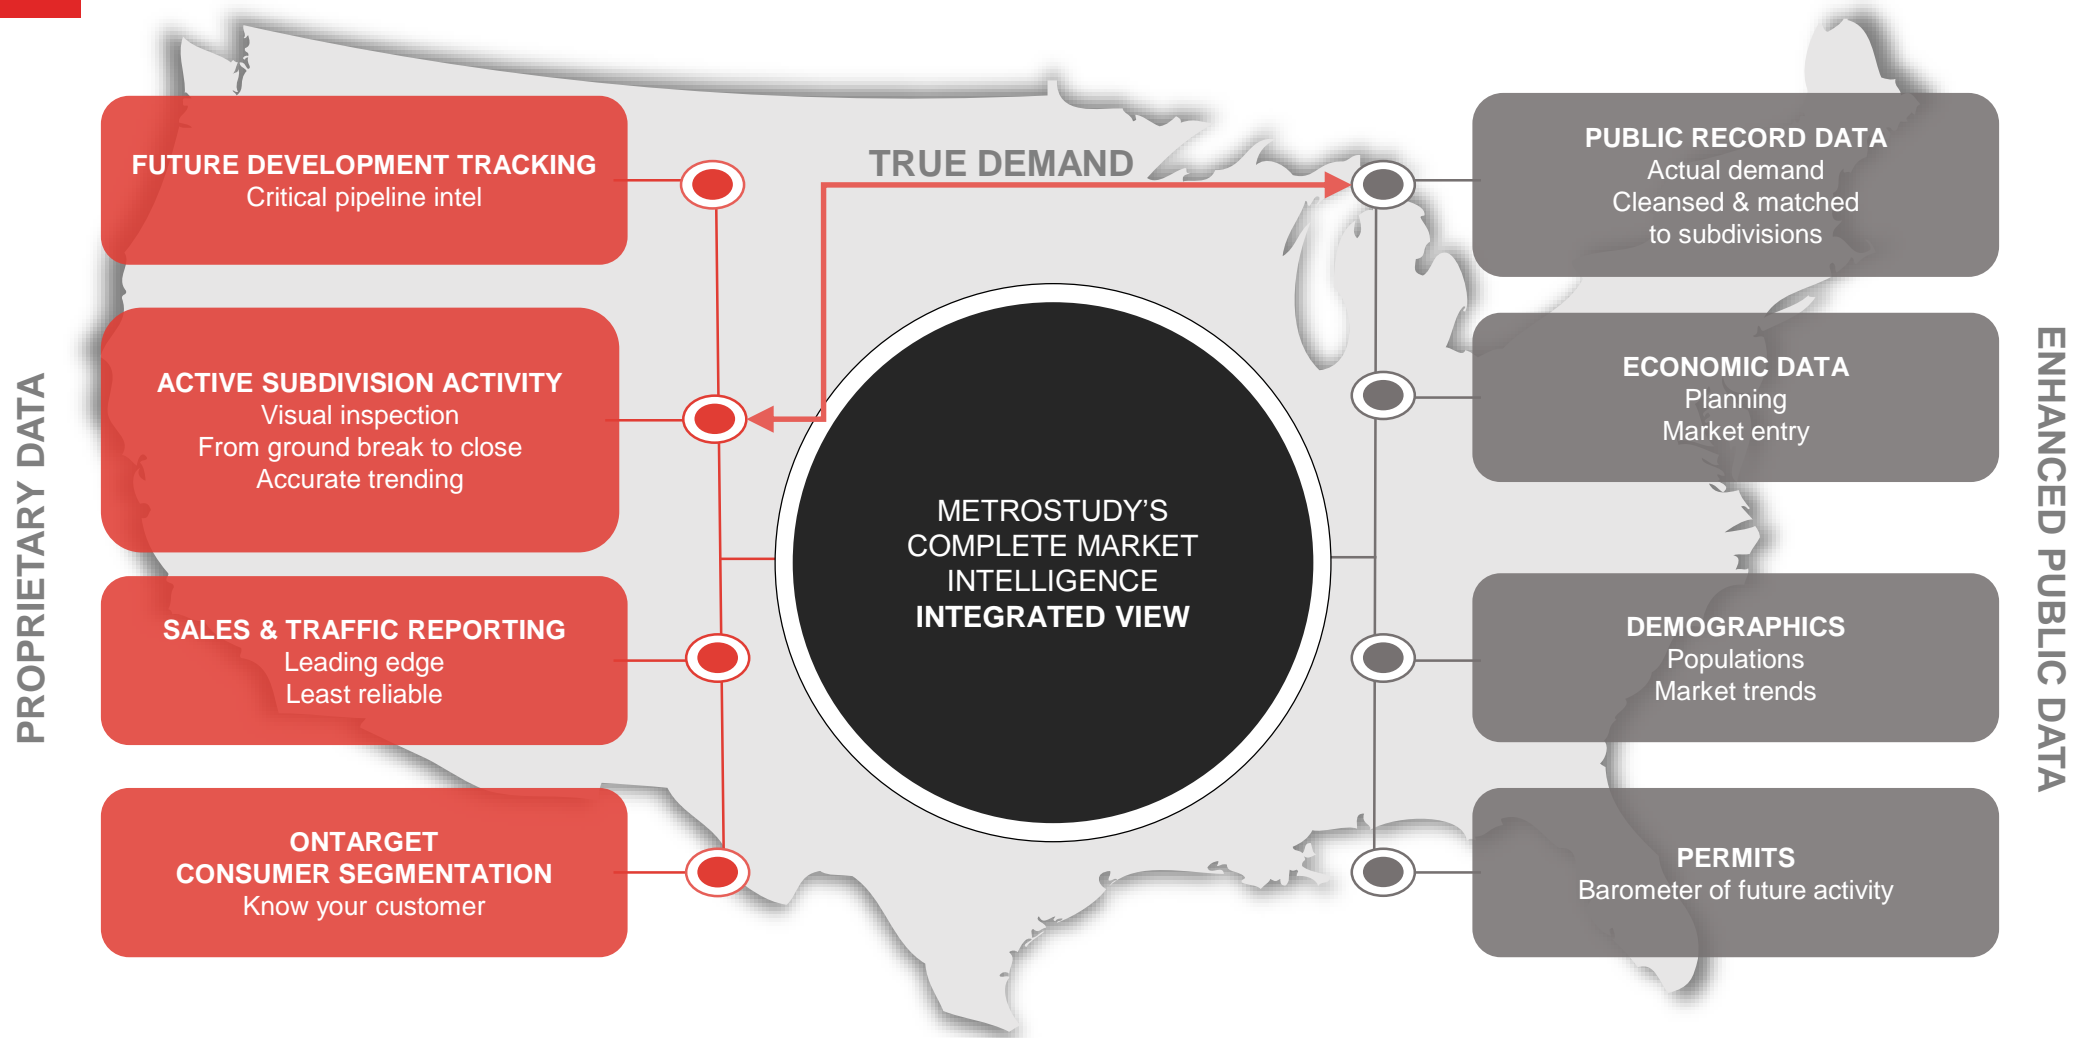 PROPRIETARY DATA
FUTURE DEVELOPMENT TRACKING
Critical pipeline intel
ACTIVE SUBDIVISION ACTIVITY
Visual inspection
From ground break to close
Accurate trending
SALES & TRAFFIC REPORTING
Leading edge
Least reliable
ONTARGET
CONSUMER SEGMENTATION
Know your customer
TRUE DEMAND
METROSTUDY’S
COMPLETE MARKET
INTELLIGENCE
INTEGRATED VIEW
PUBLIC RECORD DATA
Actual demand
Cleansed & matched
to subdivisions
ECONOMIC DATA
Planning
Market entry
DEMOGRAPHICS
Populations
Market trends
PERMITS
Barometer of future activity
ENHANCED PUBLIC DATA